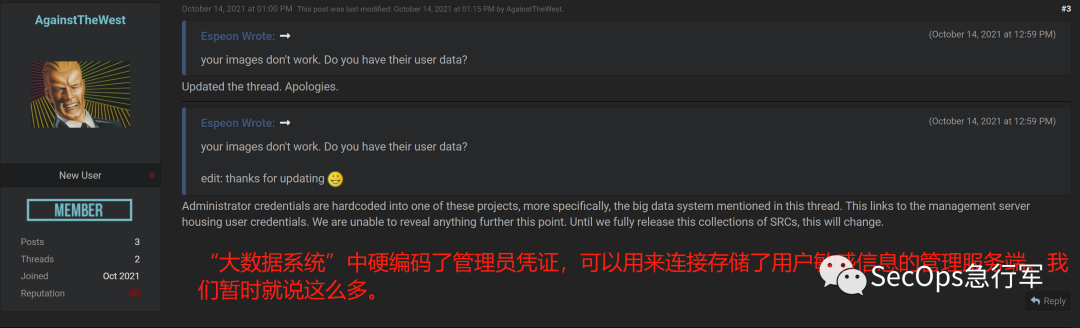 AgainstTheWest
New User
MEMBER
Posts 3
Threads 2
Joined Oct 2021
Reputation
October 14, 2021 at 01:00 PM This post was last modified: October 14, 2021 at 01:15 PM by AgainstTheWest. #3
Espeon Wrote: (October 14, 2021 at 12:59 PM)
your images don't work. Do you have their user data?
Updated the thread. Apologies.
Espeon Wrote: (October 14, 2021 at 12:59 PM)
your images don't work. Do you have their user data?
edit: thanks for updating
Administrator credentials are hardcoded into one of these projects, more specifically, the big data system mentioned in this thread. This links to the management server
housing user credentials. We are unable to reveal anything further this point. Until we fully release this collections of SRCs, this will change.
“大数据系统”中硬编码了管理员凭证，可以用来连接存储了用户敏感信息的管理服务端，我
们暂时就说这么多。
SecOps急行军
Reply